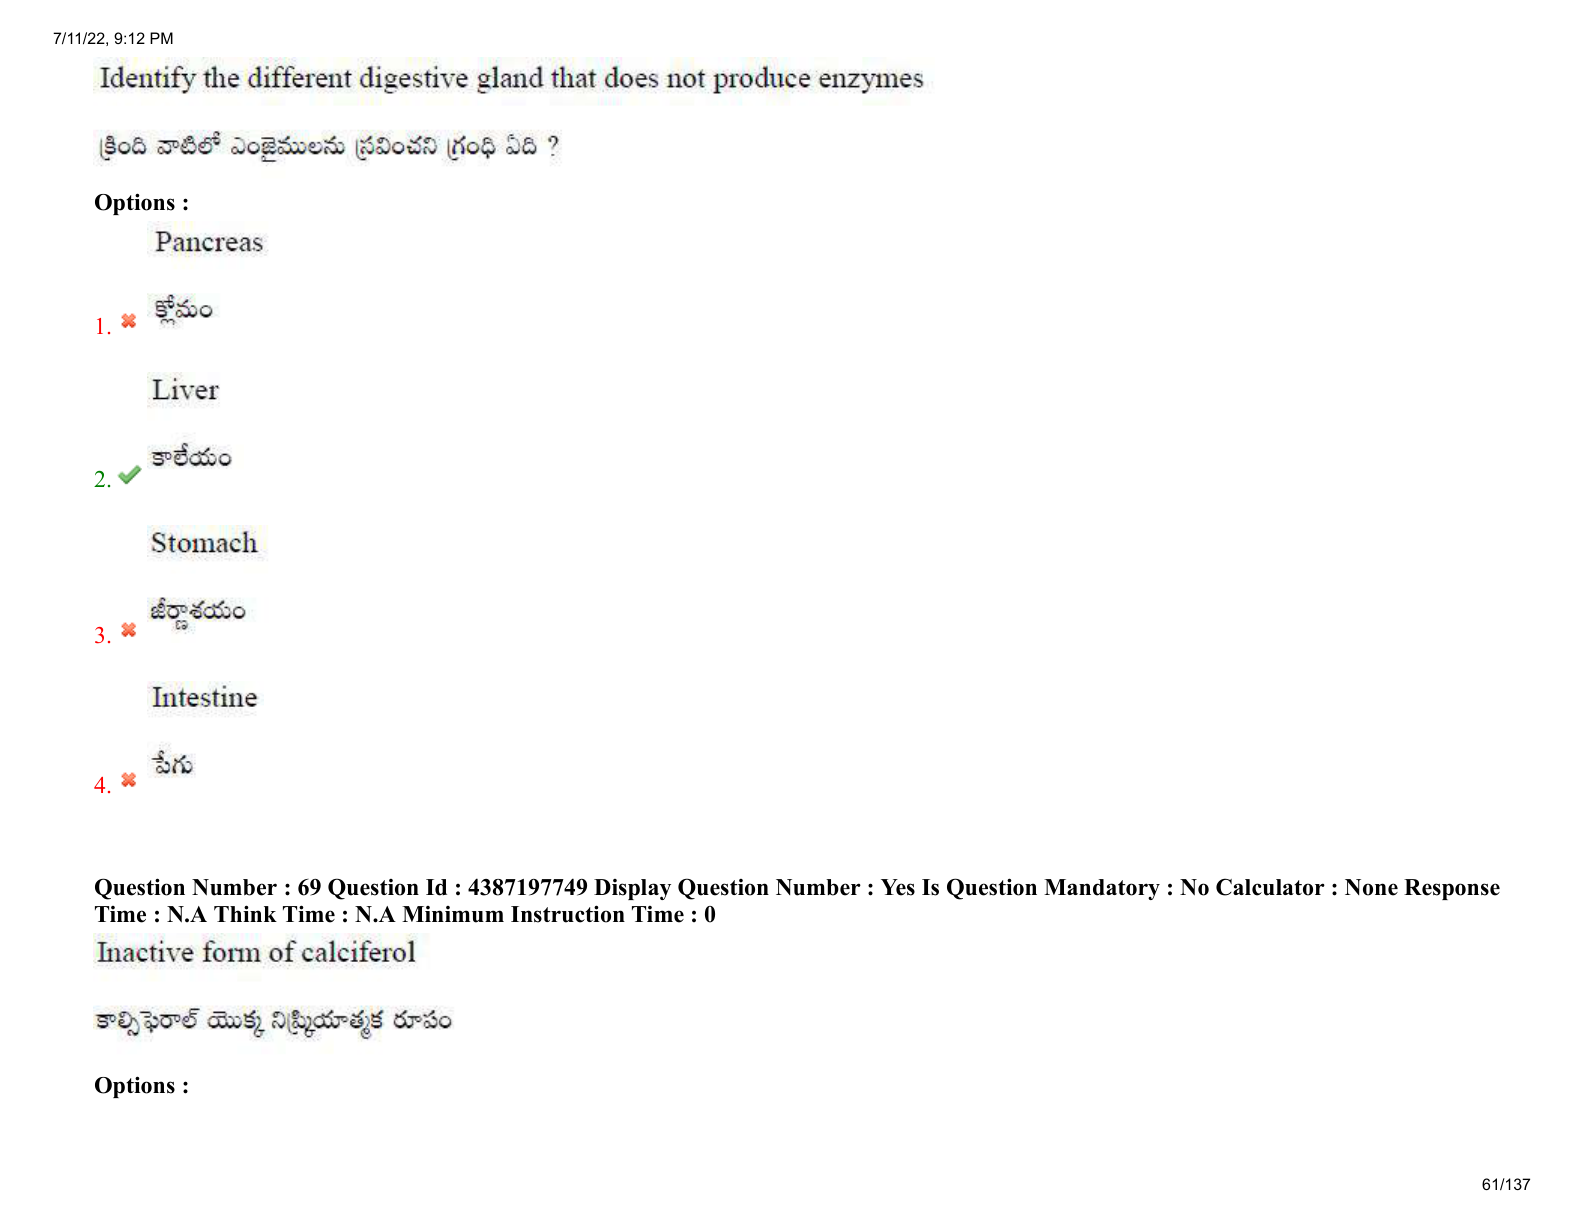 7/11/22, 9:12 PM
Identify the different digestive gland that does not produce enzymes
క్రింది వాటిలో ఎంజైములను స్రవించని గ్రంధి ఏది ?
Options :
Pancreas
క్లోమం
1.
Liver
కాలేయం
2.
Stomach
జీర్ణాశయం
3.
Intestine
పేగు
4.
Question Number : 69 Question Id : 4387197749 Display Question Number : Yes Is Question Mandatory : No Calculator : None Response
Time : N.A Think Time : N.A Minimum Instruction Time : 0
Inactive form of calciferol
కాల్సిఫెరాల్ యొక్క నిష్క్రియాత్మక రూపం
Options :
61/137